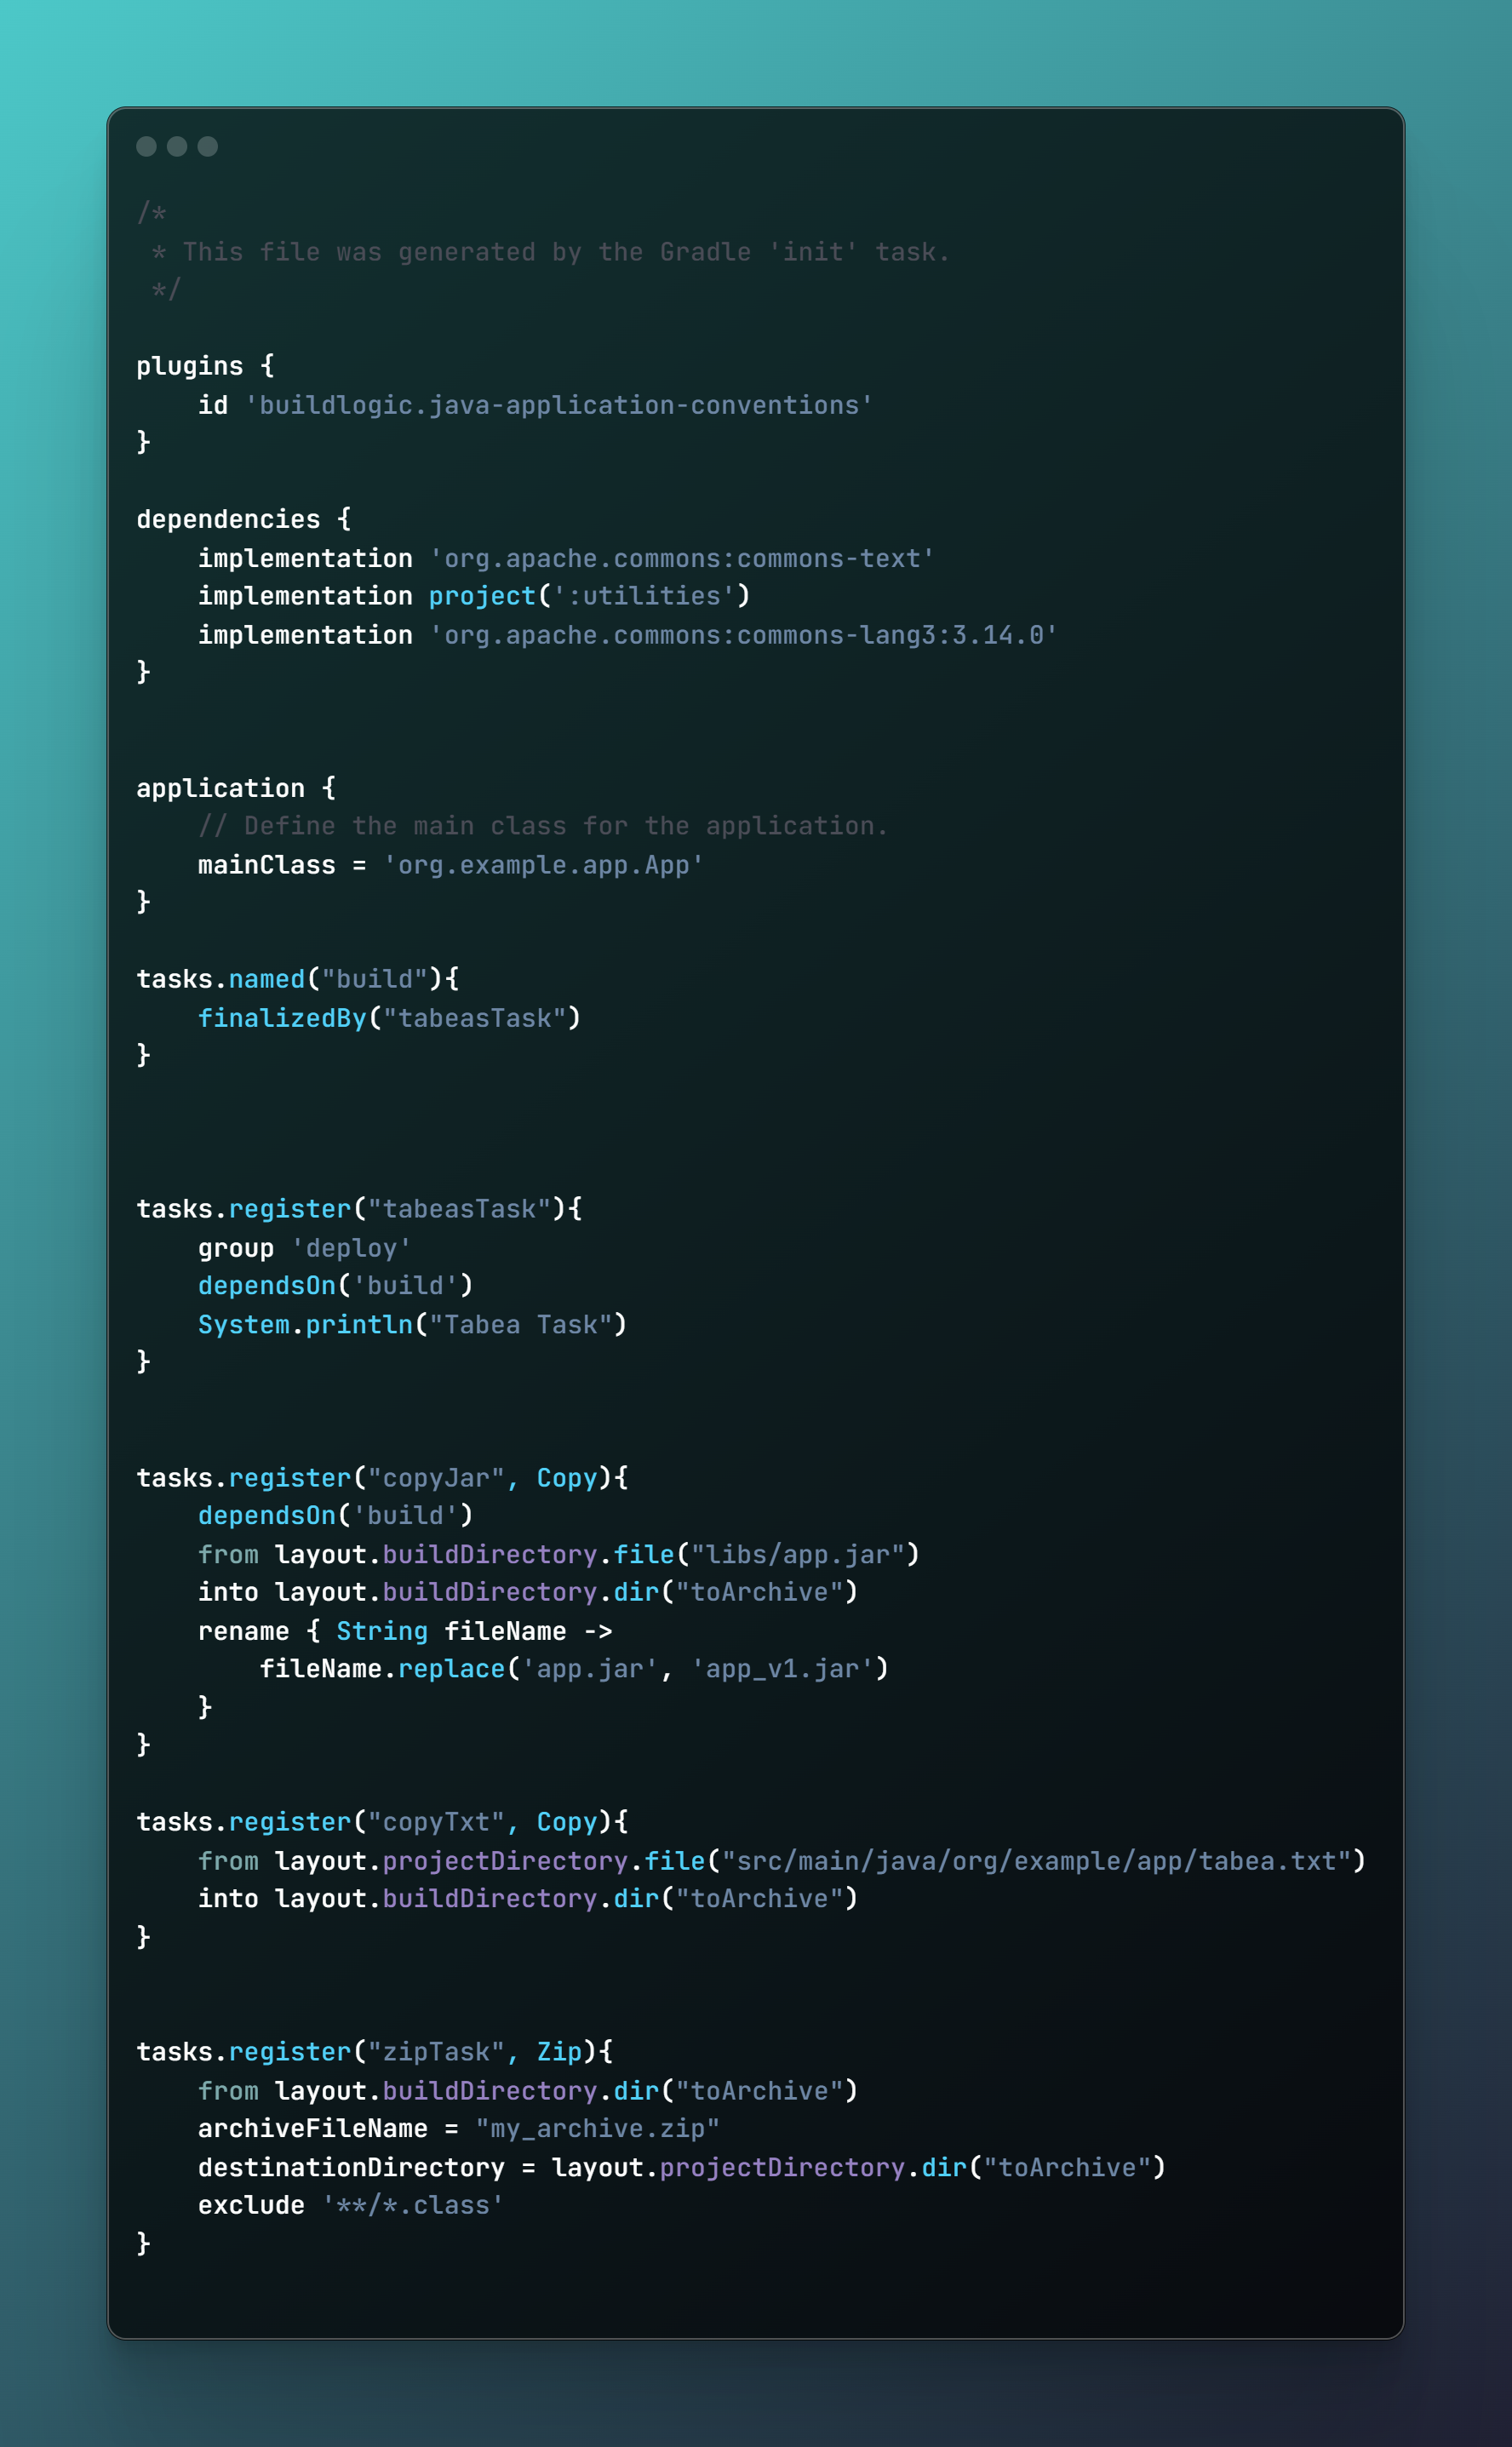 /*
 * This file was generated by the Gradle 'init' task.
 */

plugins {
    id 'buildlogic.java-application-conventions'
}

dependencies {
    implementation 'org.apache.commons:commons-text'
    implementation project(':utilities')
    implementation 'org.apache.commons:commons-lang3:3.14.0'
}


application {
    // Define the main class for the application.
    mainClass = 'org.example.app.App'
}

tasks.named("build"){
    finalizedBy("tabeasTask")
}



tasks.register("tabeasTask"){
    group 'deploy'
    dependsOn('build')
    System.println("Tabea Task")
}


tasks.register("copyJar", Copy){
    dependsOn('build')
    from layout.buildDirectory.file("libs/app.jar")
    into layout.buildDirectory.dir("toArchive")
    rename { String fileName ->
        fileName.replace('app.jar', 'app_v1.jar')
    }
}

tasks.register("copyTxt", Copy){
    from layout.projectDirectory.file("src/main/java/org/example/app/tabea.txt")
    into layout.buildDirectory.dir("toArchive")
}


tasks.register("zipTask", Zip){
    from layout.buildDirectory.dir("toArchive")
    archiveFileName = "my_archive.zip"
    destinationDirectory = layout.projectDirectory.dir("toArchive")
    exclude '**/*.class'
}